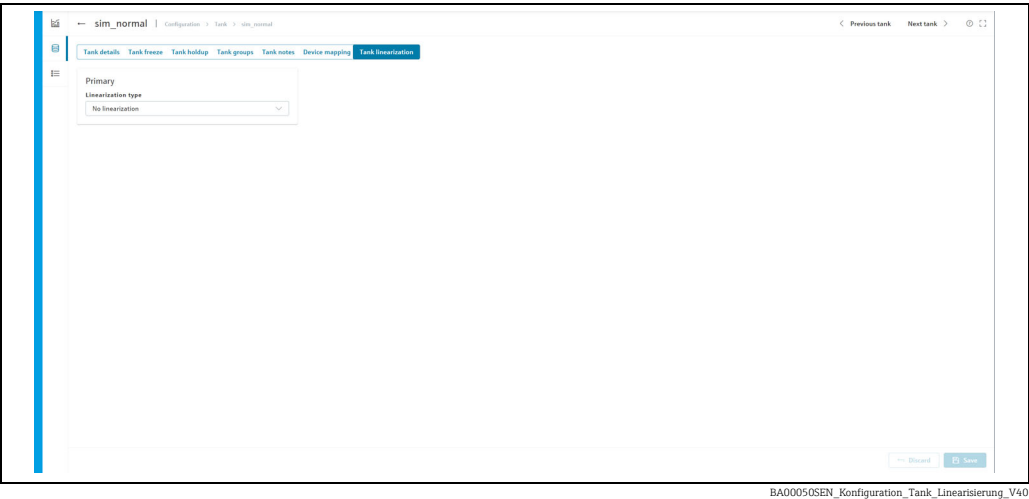 ← sim_normal | Configuration > Tank > sim_normal
< Previous tank Next tank >
Tank details Tank freeze Tank holdup Tank groups Tank notes Device mapping Tank linearization
Primary
Linearization type
No linearization
Discard Save
BA00050SEN_Konfiguration_Tank_Linearisierung_V40